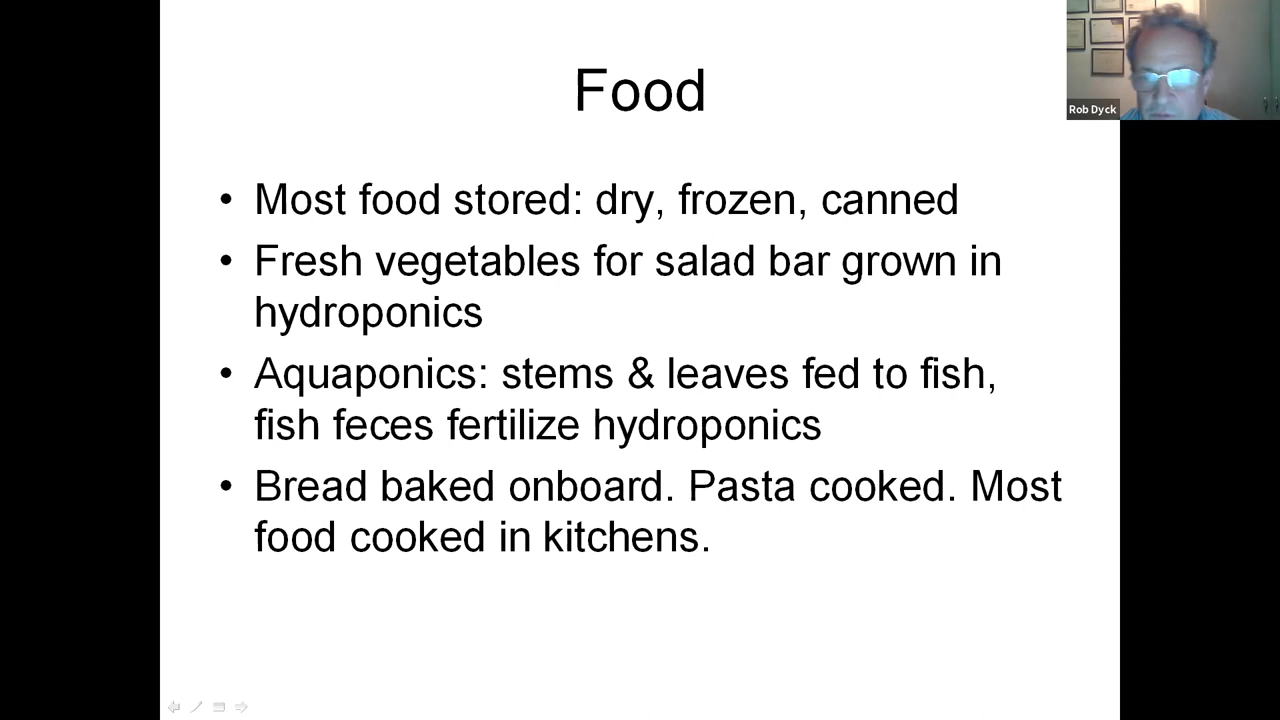 Food
• Most food stored: dry, frozen, canned
• Fresh vegetables for salad bar grown in
hydroponics
• Aquaponics: stems & leaves fed to fish,
fish feces fertilize hydroponics
• Bread baked onboard. Pasta cooked. Most
food cooked in kitchens.
Rob Dyck